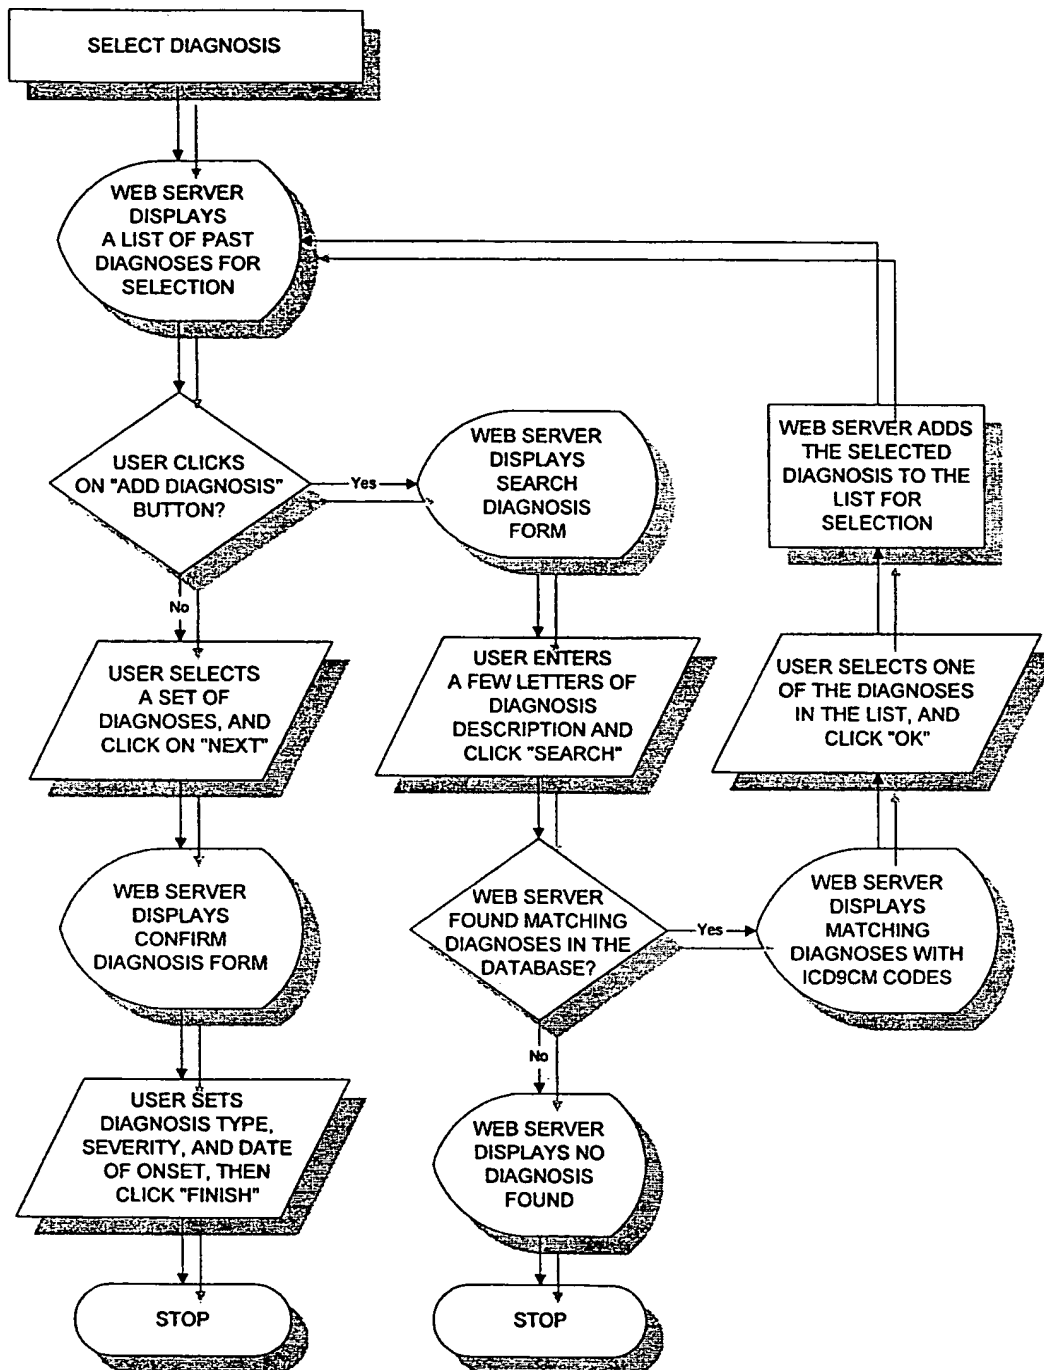 SELECT DIAGNOSIS
WEB SERVER
DISPLAYS
A LIST OF PAST
DIAGNOSES FOR
SELECTION
USER CLICKS
ON "ADD DIAGNOSIS"
BUTTON?
Yes
No
WEB SERVER
DISPLAYS
SEARCH
DIAGNOSIS
FORM
WEB SERVER ADDS
THE SELECTED
DIAGNOSIS TO THE
LIST FOR
SELECTION
USER SELECTS
A SET OF
DIAGNOSES, AND
CLICK ON "NEXT"
USER ENTERS
A FEW LETTERS OF
DIAGNOSIS
DESCRIPTION AND
CLICK "SEARCH"
USER SELECTS ONE
OF THE DIAGNOSES
IN THE LIST, AND
CLICK "OK"
WEB SERVER
DISPLAYS
CONFIRM
DIAGNOSIS FORM
WEB SERVER
FOUND MATCHING
DIAGNOSES IN THE
DATABASE?
Yes
No
WEB SERVER
DISPLAYS
MATCHING
DIAGNOSES WITH
ICD9CM CODES
USER SETS
DIAGNOSIS TYPE,
SEVERITY, AND DATE
OF ONSET, THEN
CLICK "FINISH"
WEB SERVER
DISPLAYS NO
DIAGNOSIS
FOUND
STOP
STOP